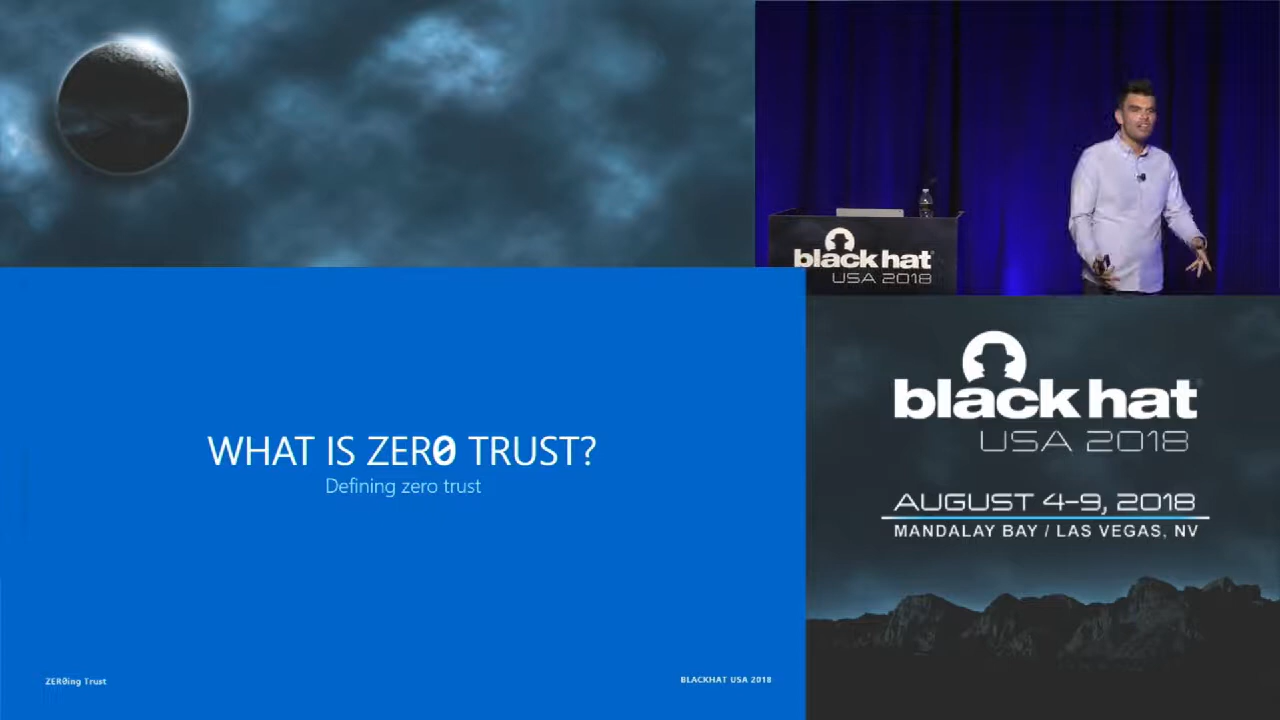 black hat
USA 2018
WHAT IS ZER0 TRUST?
Defining zero trust
ZER0ing Trust
BLACKHAT USA 2018
black hat
USA 2018
AUGUST 4-9, 2018
MANDALAY BAY / LAS VEGAS, NV